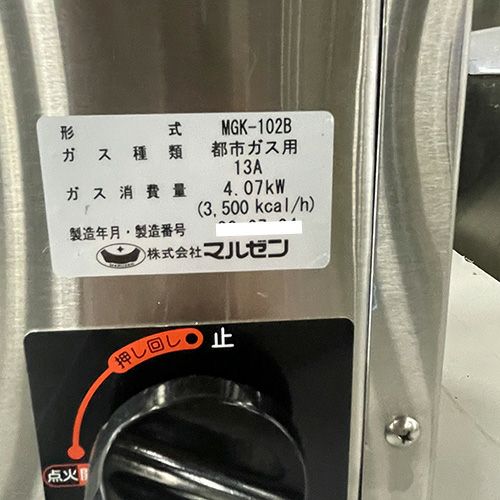 形式 MGK-102B
ガス種類 都市ガス用
13A
ガス消費量 4.07kW
(3,500 kcal/h)
製造年月・製造番号
株式会社マルゼン
押し回し 止
点火